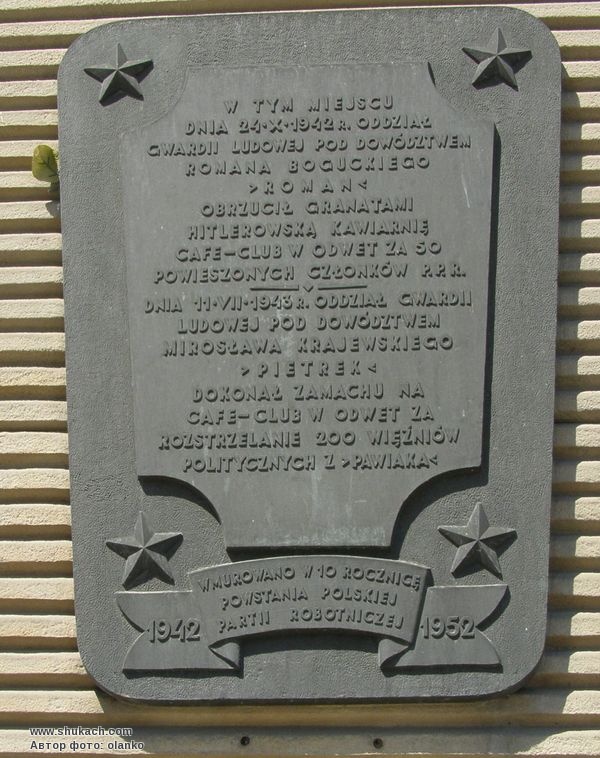 W TYM MIEJSCU
DNIA 24•X•1942 R. ODDZIAŁ
GWARDII LUDOWEJ POD DOWÓDZTWEM
ROMANA BOGUCKIEGO
>ROMAN<
OBRZUCIŁ GRANATAMI
HITLEROWSKĄ KAWIARNIĘ
CAFE-CLUB W ODWET ZA 50
POWIESZONYCH CZŁONKÓW P.P.R.
DNIA 11•VII•1943 R. ODDZIAŁ GWARDII
LUDOWEJ POD DOWÓDZTWEM
MIROSŁAWA KRAJEWSKIEGO
>PIETREK<
DOKONAŁ ZAMACHU NA
CAFE-CLUB W ODWET ZA
ROZSTRZELANIE 200 WIĘŹNIÓW
POLITYCZNYCH Z >PAWIAKA<
WMUROWANO W 10 ROCZNICĘ
POWSTANIA POLSKIEJ
PARTII ROBOTNICZEJ
1942 1952
www.shukach.com
Автор фото: olanko